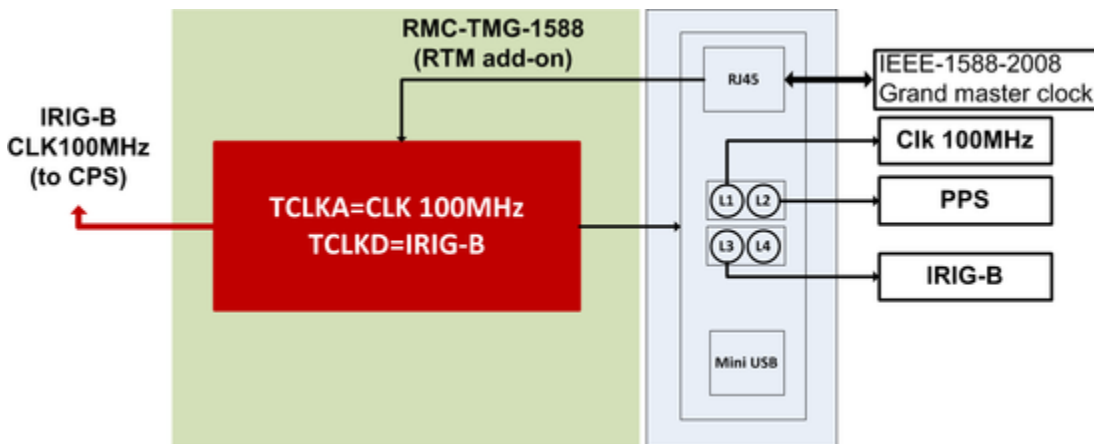 RMC-TMG-1588
(RTM add-on)
IRIG-B
CLK100MHz
(to CPS)
TCLKA=CLK 100MHz
TCLKD=IRIG-B
RJ45
L1
L2
L3
L4
Mini USB
IEEE-1588-2008
Grand master clock
Clk 100MHz
PPS
IRIG-B